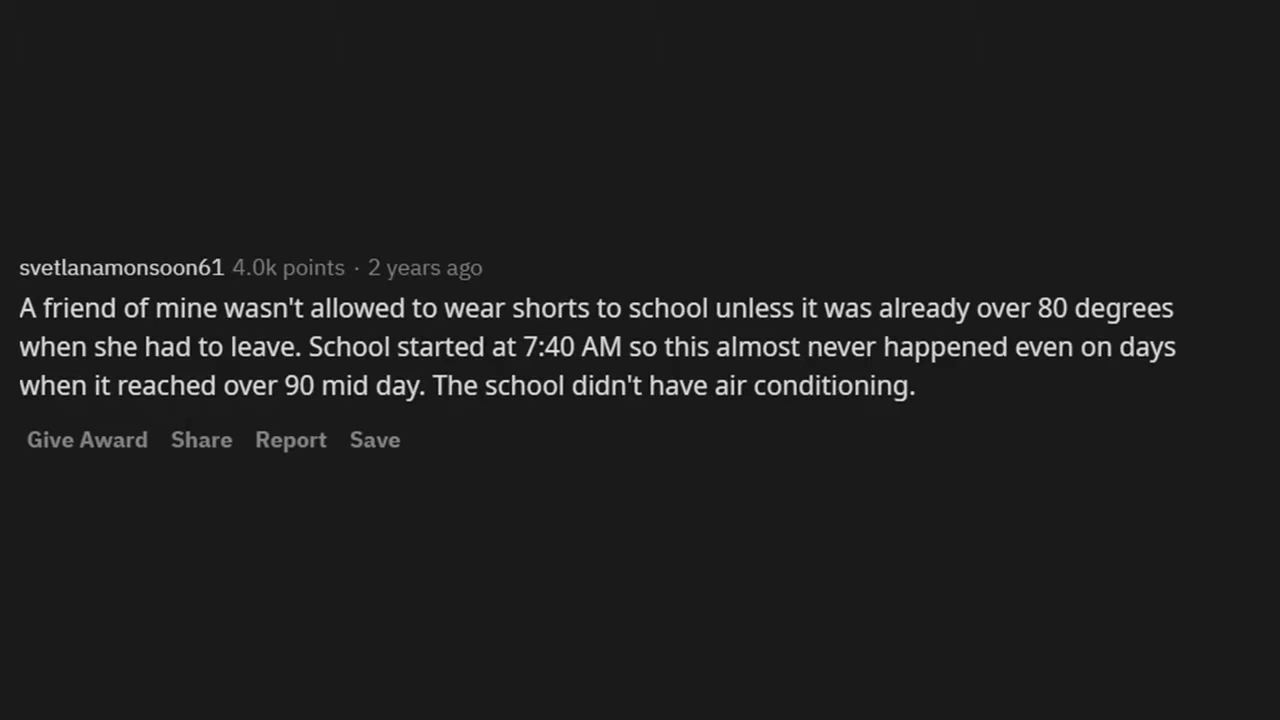 svetlanamonsoon61 4.0k points · 2 years ago
A friend of mine wasn't allowed to wear shorts to school unless it was already over 80 degrees
when she had to leave. School started at 7:40 AM so this almost never happened even on days
when it reached over 90 mid day. The school didn't have air conditioning.
Give Award Share Report Save